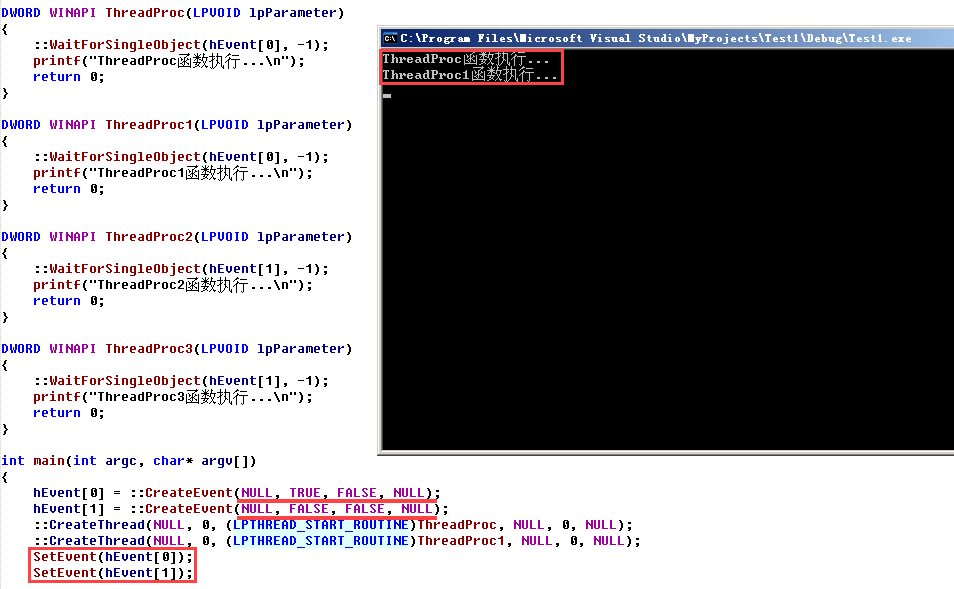 DWORD WINAPI ThreadProc(LPVOID lpParameter)
{
    ::WaitForSingleObject(hEvent[0], -1);
    printf("ThreadProc函数执行...\n");
    return 0;
}
DWORD WINAPI ThreadProc1(LPVOID lpParameter)
{
    ::WaitForSingleObject(hEvent[0], -1);
    printf("ThreadProc1函数执行...\n");
    return 0;
}
DWORD WINAPI ThreadProc2(LPVOID lpParameter)
{
    ::WaitForSingleObject(hEvent[1], -1);
    printf("ThreadProc2函数执行...\n");
    return 0;
}
DWORD WINAPI ThreadProc3(LPVOID lpParameter)
{
    ::WaitForSingleObject(hEvent[1], -1);
    printf("ThreadProc3函数执行...\n");
    return 0;
}
int main(int argc, char* argv[])
{
    hEvent[0] = ::CreateEvent(NULL, TRUE, FALSE, NULL);
    hEvent[1] = ::CreateEvent(NULL, FALSE, FALSE, NULL);
    ::CreateThread(NULL, 0, (LPTHREAD_START_ROUTINE)ThreadProc, NULL, 0, NULL);
    ::CreateThread(NULL, 0, (LPTHREAD_START_ROUTINE)ThreadProc1, NULL, 0, NULL);
    SetEvent(hEvent[0]);
    SetEvent(hEvent[1]);
C:\Program Files\Microsoft Visual Studio\MyProjects\Test1\Debug\Test1.exe
ThreadProc函数执行...
ThreadProc1函数执行...